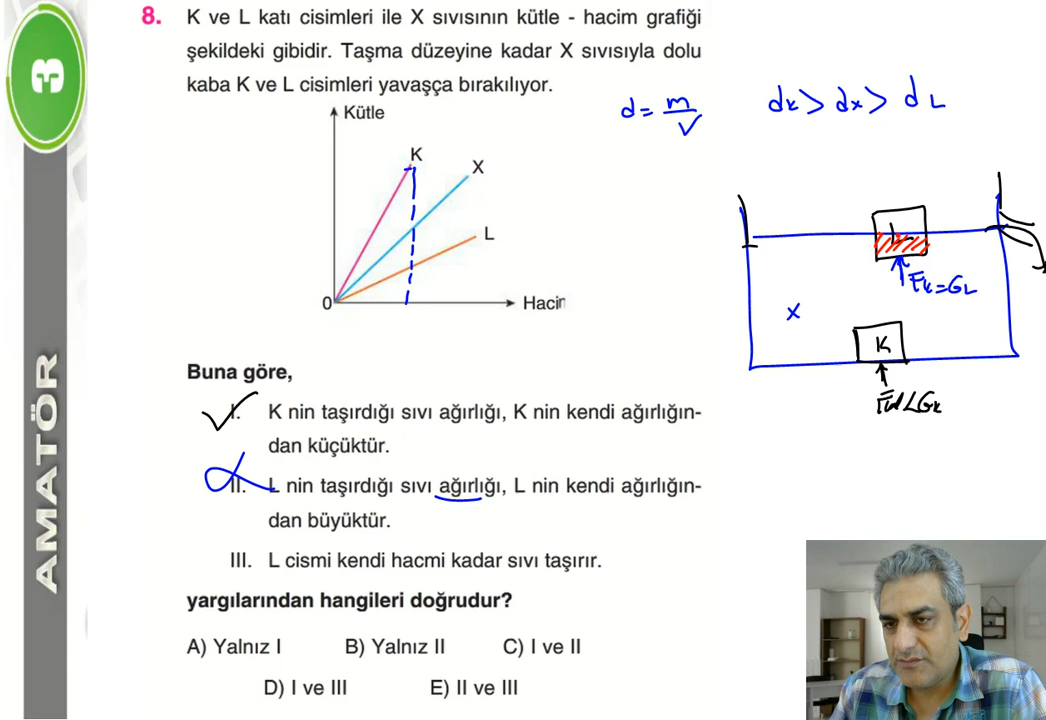 3
AMATÖR
8. K ve L katı cisimleri ile X sıvısının kütle - hacim grafiği
şekildeki gibidir. Taşma düzeyine kadar X sıvısıyla dolu
kaba K ve L cisimleri yavaşça bırakılıyor.
Kütle
K
X
L
0
Hacim
d = m/V
dK > dX > dL
L
FK = GL
X
K
FK < GK
Buna göre,
I. K nin taşırdığı sıvı ağırlığı, K nin kendi ağırlığın-
dan küçüktür.
II. L nin taşırdığı sıvı ağırlığı, L nin kendi ağırlığın-
dan büyüktür.
III. L cismi kendi hacmi kadar sıvı taşırır.
yargılarından hangileri doğrudur?
A) Yalnız I B) Yalnız II C) I ve II
D) I ve III E) II ve III